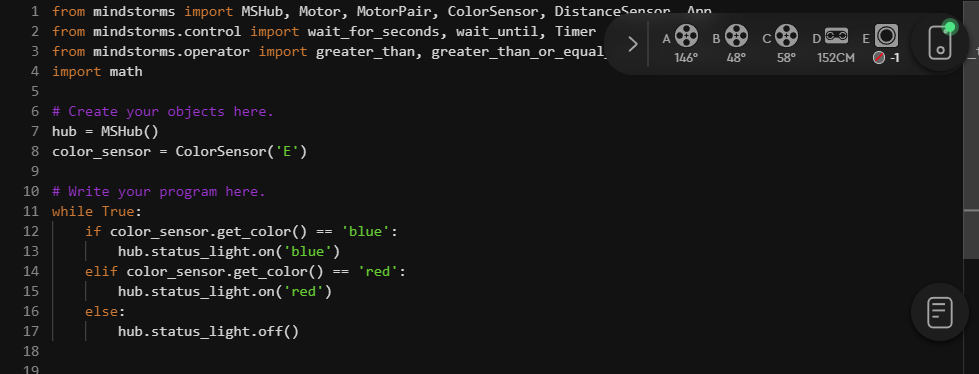 1 from mindstorms import MSHub, Motor, MotorPair, ColorSensor, DistanceSensor, App
2 from mindstorms.control import wait_for_seconds, wait_until, Timer
3 from mindstorms.operator import greater_than, greater_than_or_equal_
4 import math
5
6 # Create your objects here.
7 hub = MSHub()
8 color_sensor = ColorSensor('E')
9
10 # Write your program here.
11 while True:
12 if color_sensor.get_color() == 'blue':
13 hub.status_light.on('blue')
14 elif color_sensor.get_color() == 'red':
15 hub.status_light.on('red')
16 else:
17 hub.status_light.off()
18
19
A B C D E
146° 48° 58° 152CM -1